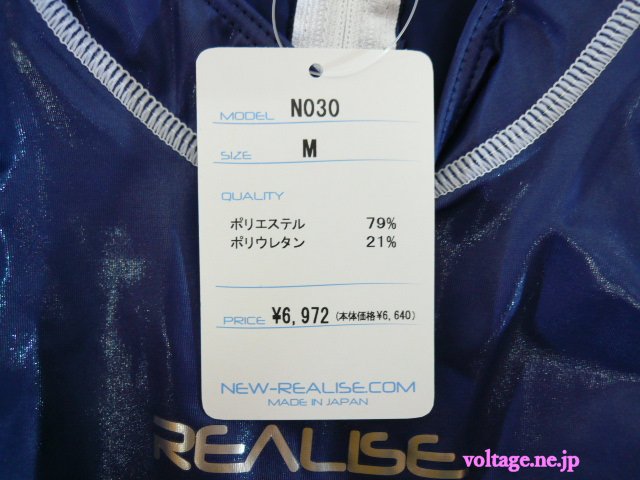 MODEL N030
SIZE M
QUALITY
ポリエステル 79%
ポリウレタン 21%
PRICE ¥6,972 (本体価格¥6,640)
NEW-REALISE.COM
MADE IN JAPAN
REALISE
voltage.ne.jp